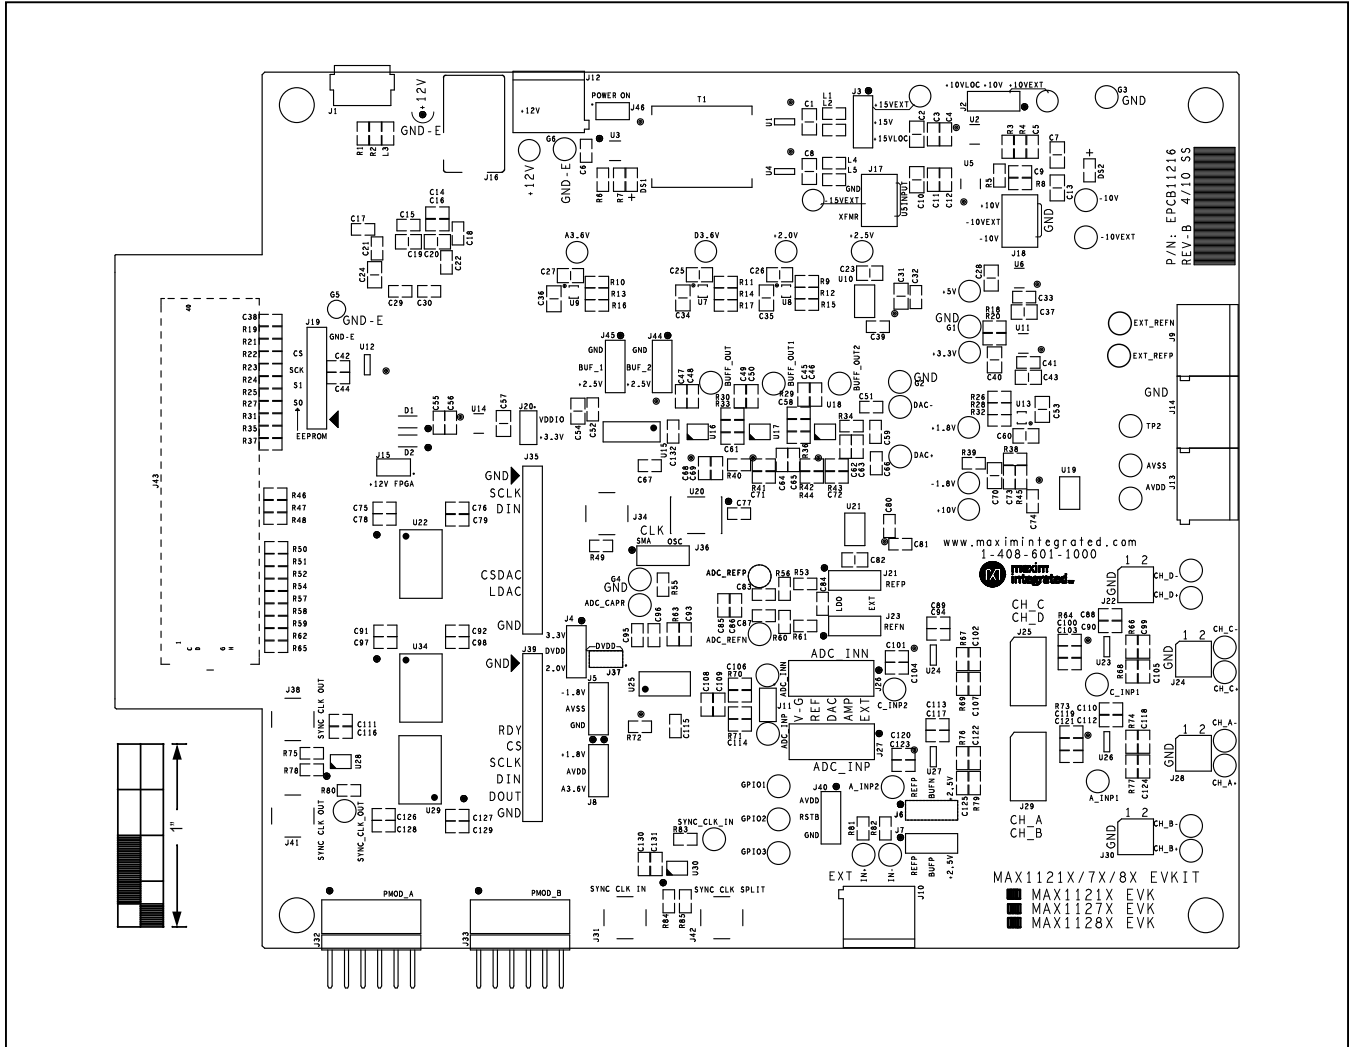 J1
+12V
GND-E
J12
+12V
POWER ON
J46
T1
U1
C1
L1
L2
J3
+15VEXT
+15V
+15VLOC
C2
C3
C4
+10VLOC +10V +10VEXT
J2
U2
G3
GND
R1
R2
L3
J16
+12V
G6
GND-E
C6
U3
R6
R7
DS1
+
U4
C8
L4
L5
J17
GND
-15VEXT
XFMR
U5INPUT
C10
C11
C12
U5
R3
R4
C5
C7
R5
C9
R8
C13
+
DS2
+10V
-10VEXT
-10V
GND
J18
-10V
-10VEXT
P/N: EPCB11216
REV-B 4/10 SS
C14
C16
C15
C17
C18
C19
C20
C21
C22
C24
C29
C30
A3.6V
D3.6V
+2.0V
+2.5V
C27
R10
R13
R16
C36
U9
C25
R11
R14
R17
C34
U7
C26
R9
R12
R15
C35
U8
C23
U10
C31
C32
C39
U6
C28
+5V
C33
C37
GND
G1
R18
R20
U11
+3.3V
C40
C41
C43
EXT_REFN
EXT_REFP
J9
GND
J14
TP2
AVSS
AVDD
J13
40
G5
GND-E
C38
R19
R21
R22
R23
R24
R25
R27
R31
R35
R37
J19
GND-E
CS
SCK
S1
S0
EEPROM
C42
C44
U12
J43
J45
GND
BUF_1
+2.5V
J44
GND
BUF_2
+2.5V
C47
C48
BUFF_OUT
C49
C50
BUFF_OUT1
C45
C46
BUFF_OUT2
GND
G2
DAC-
DAC+
D1
D2
C55
C56
U14
C57
J20
VDDIO
+3.3V
C54
C52
U15
C132
C67
U16
R30
R33
C61
U17
R29
C58
U18
R34
C51
C59
C68
C69
R40
R41
C71
C64
C65
R36
R42
R44
R43
C72
C62
C63
C66
R26
R28
R32
U13
C53
C60
+1.8V
R39
-1.8V
+10V
C70
C73
R38
R45
C74
U19
J15
+12V FPGA
J35
GND
SCLK
DIN
CSDAC
LDAC
GND
R46
R47
R48
C75
C78
U22
C76
C79
J34
CLK
U20
C77
SMA OSC
J36
R49
U21
C80
C81
C82
www.maximintegrated.com
1-408-601-1000
maxim
integrated™
R50
R51
R52
R54
R57
R58
R59
R62
R65
G4
GND
ADC_CAPR
R55
ADC_REFP
C83
R56
R53
C84
J21
REFP
LDO
EXT
J23
REFN
C85
C86
C87
ADC_REFN
R60
R61
C89
C94
1 2
GND
J22
CH_D-
CH_D+
C91
C97
U34
C92
C98
J39
GND
RDY
CS
SCLK
DIN
DOUT
GND
J4
3.3V
DVDD
2.0V
DVDD
J37
C95
C96
R63
C93
ADC_INN
V-G
REF
DAC
AMP
EXT
J26
J27
ADC_INP
C101
C104
U24
R67
C102
R69
C107
CH_C
CH_D
J25
R64
C100
C103
C88
C90
U23
R66
C99
R68
C105
1 2
GND
J24
CH_C-
CH_C+
1
C
D
G
H
J38
SYNC_CLK OUT
C111
C116
J5
-1.8V
AVSS
GND
+1.8V
AVDD
A3.6V
J8
U25
R72
C115
C108
C109
C106
R70
R71
C114
ADC_INN
J11
ADC_INP
C_INP2
C113
C117
C120
C123
U27
R76
C122
C125
R79
C_INP1
R73
C119
C121
C110
C112
U26
R74
C118
R77
C124
1 2
GND
J28
CH_A-
CH_A+
J29
CH_A
CH_B
A_INP1
R75
R78
U28
R80
J41
SYNC CLK OUT
SYNC_CLK_OUT
U29
C126
C128
C127
C129
GPIO1
GPIO2
GPIO3
J40
AVDD
RSTB
GND
A_INP2
REFP
BUFN
+2.5V
J6
J7
REFP
BUFP
+2.5V
R81
R82
EXT
IN+
IN-
J10
1 2
GND
J30
CH_B-
CH_B+
1"
C130
C131
R83
SYNC_CLK_IN
U30
SYNC CLK IN
R84
R85
SYNC CLK SPLIT
J31
J42
PMOD_A
J32
PMOD_B
J33
MAX1121X/7X/8X EVKIT
MAX1121X EVK
MAX1127X EVK
MAX1128X EVK